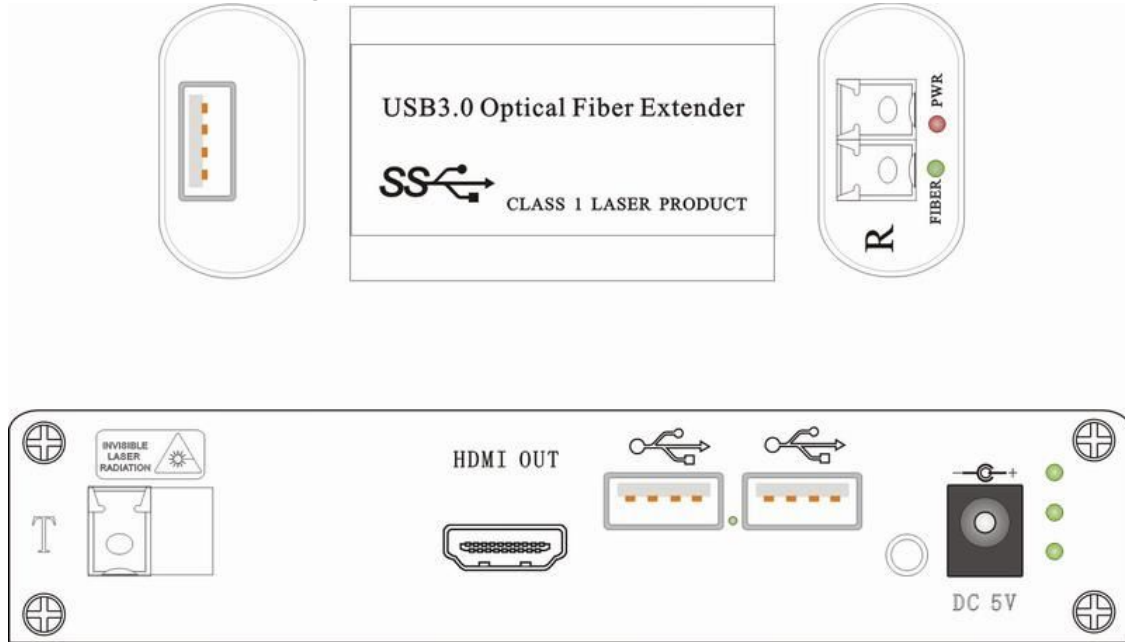 USB3.0 Optical Fiber Extender
SS
CLASS 1 LASER PRODUCT
PWR
FIBER
R
INVISIBLE
LASER
RADIATION
T
HDMI OUT
- +
DC 5V